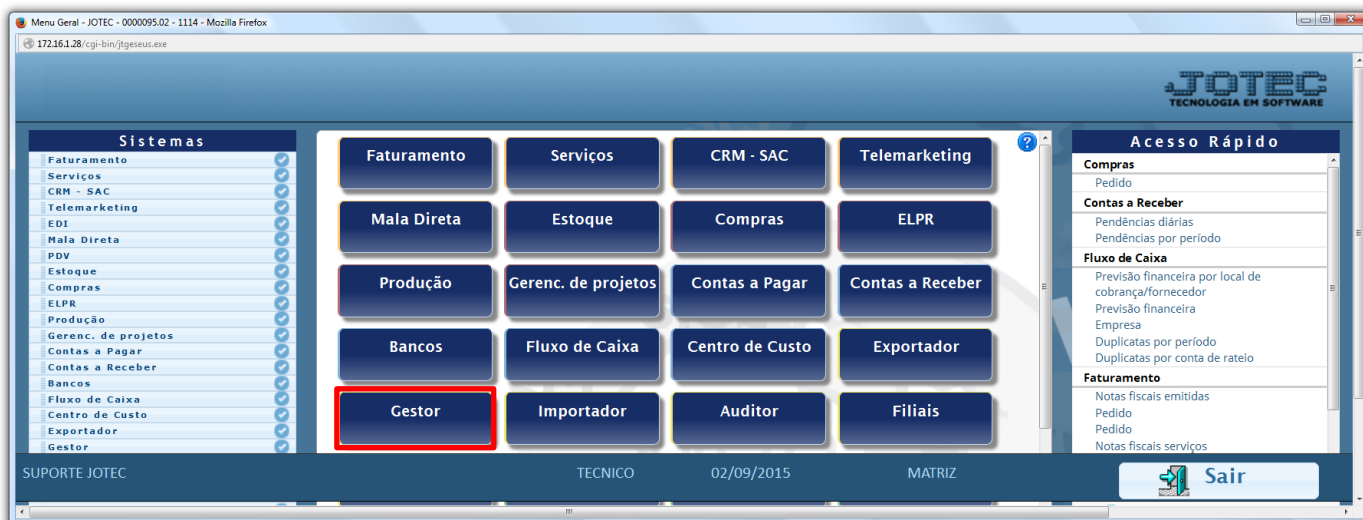 Menu Geral - JOTEC - 0000095.02 - 1114 - Mozilla Firefox
172.16.1.28/cgi-bin/jtgeseus.exe
JOTEC
TECNOLOGIA EM SOFTWARE
Sistemas
Faturamento
Serviços
CRM - SAC
Telemarketing
EDI
Mala Direta
PDV
Estoque
Compras
ELPR
Produção
Gerenc. de projetos
Contas a Pagar
Contas a Receber
Bancos
Fluxo de Caixa
Centro de Custo
Exportador
Gestor
Faturamento Serviços CRM - SAC Telemarketing
Mala Direta Estoque Compras ELPR
Produção Gerenc. de projetos Contas a Pagar Contas a Receber
Bancos Fluxo de Caixa Centro de Custo Exportador
Gestor Importador Auditor Filiais
?
Acesso Rápido
Compras
Pedido
Contas a Receber
Pendências diárias
Pendências por período
Fluxo de Caixa
Previsão financeira por local de
cobrança/fornecedor
Previsão financeira
Empresa
Duplicatas por período
Duplicatas por conta de rateio
Faturamento
Notas fiscais emitidas
Pedido
Pedido
Notas fiscais serviços
SUPORTE JOTEC TECNICO 02/09/2015 MATRIZ Sair